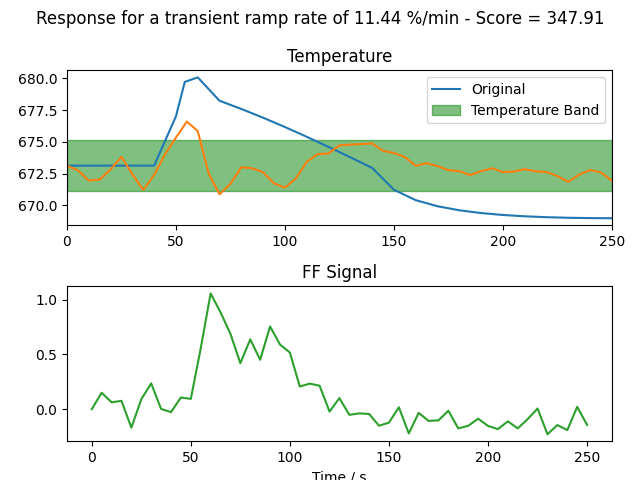 Response for a transient ramp rate of 11.44 %/min - Score = 347.91
Temperature
680.0
677.5
675.0
672.5
670.0
Original
Temperature Band
0 50 100 150 200 250
FF Signal
1.0
0.5
0.0
0 50 100 150 200 250
Time / s